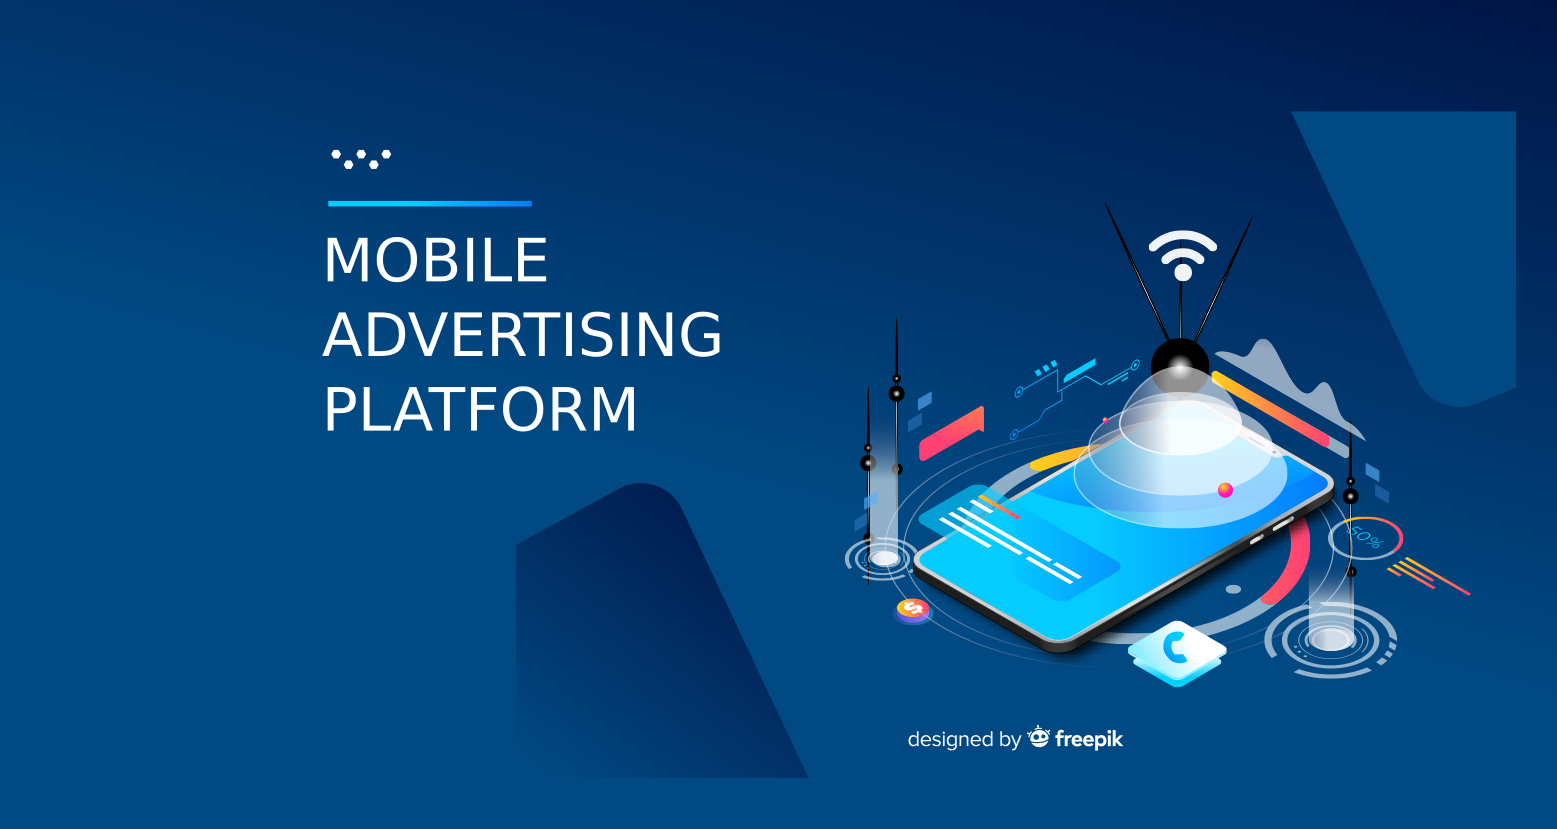 MOBILE
ADVERTISING
PLATFORM
50%
$
designed by freepik